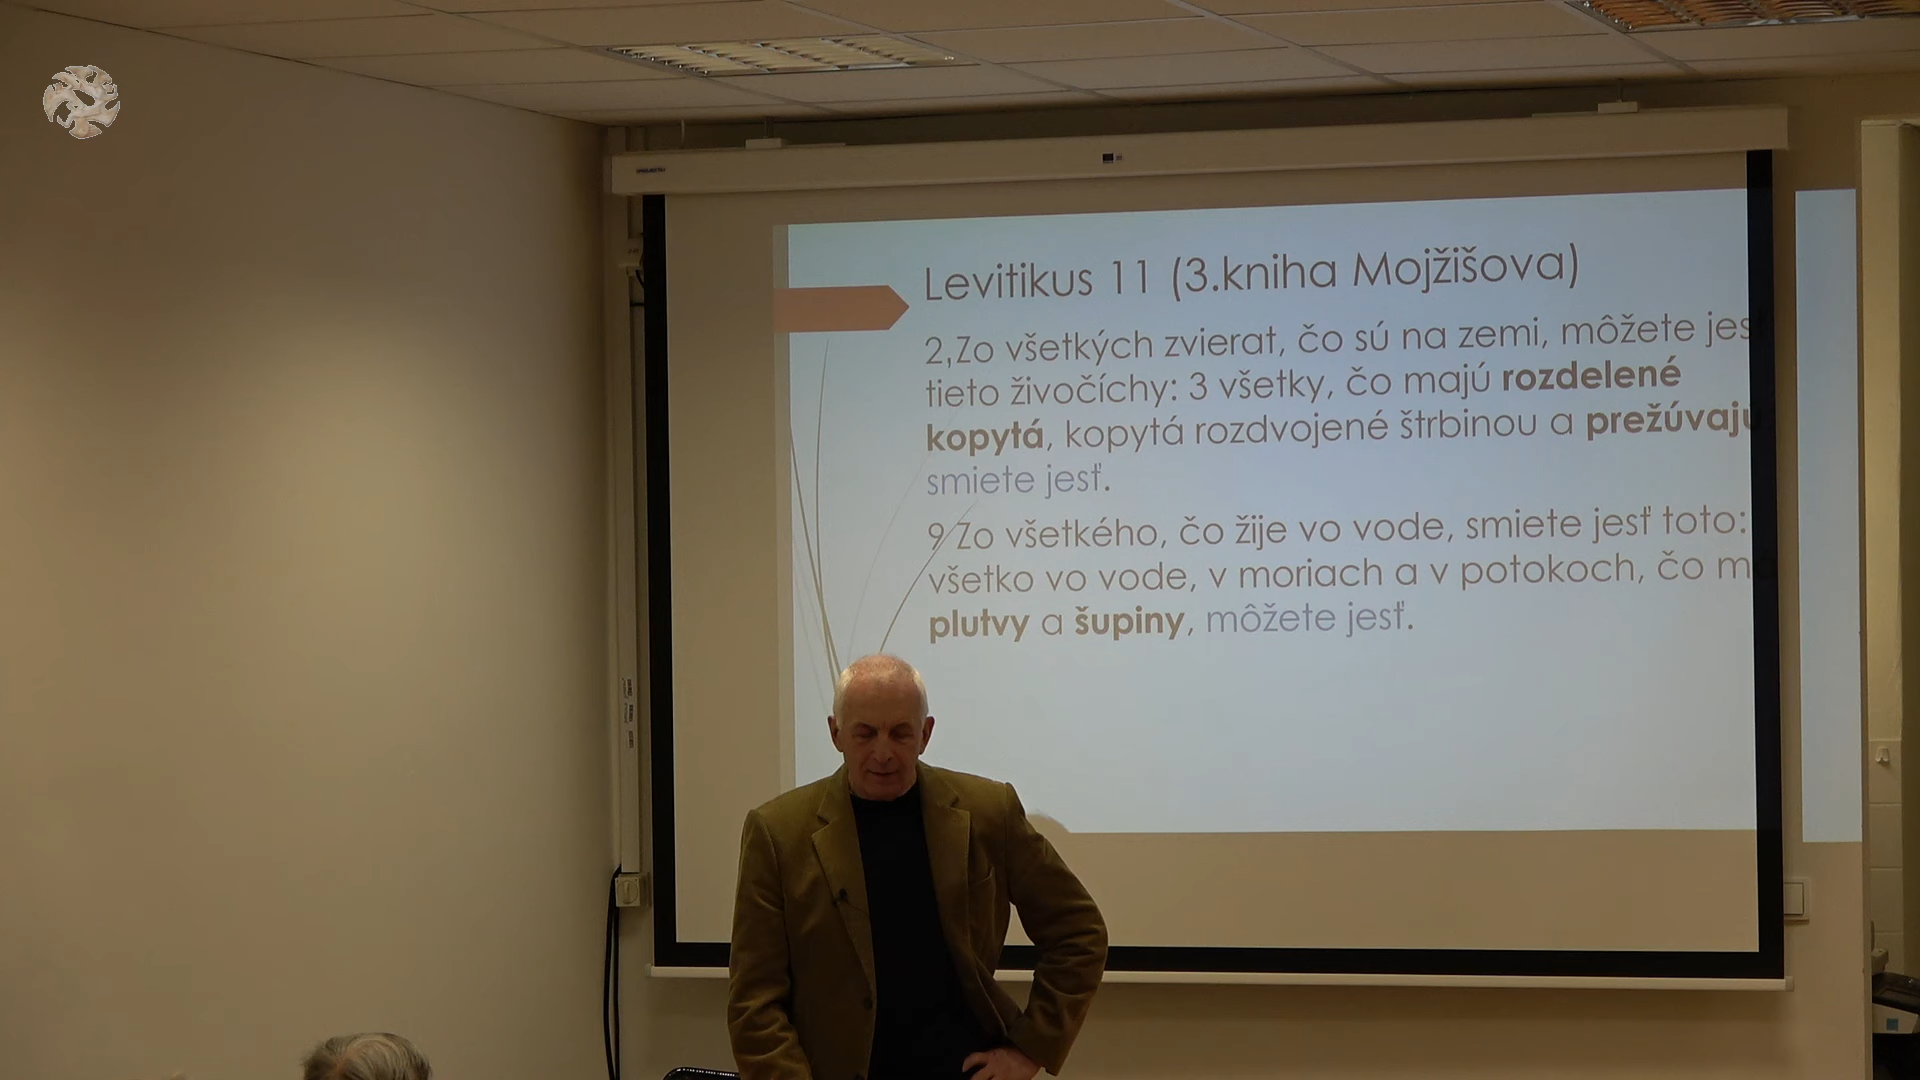 Levitikus 11 (3.kniha Mojžišova)
2,Zo všetkých zvierat, čo sú na zemi, môžete jes
tieto živočíchy: 3 všetky, čo majú rozdelené
kopytá, kopytá rozdvojené štrbinou a prežúvajú
smiete jesť.
9 Zo všetkého, čo žije vo vode, smiete jesť toto:
všetko vo vode, v moriach a v potokoch, čo m
plutvy a šupiny, môžete jesť.